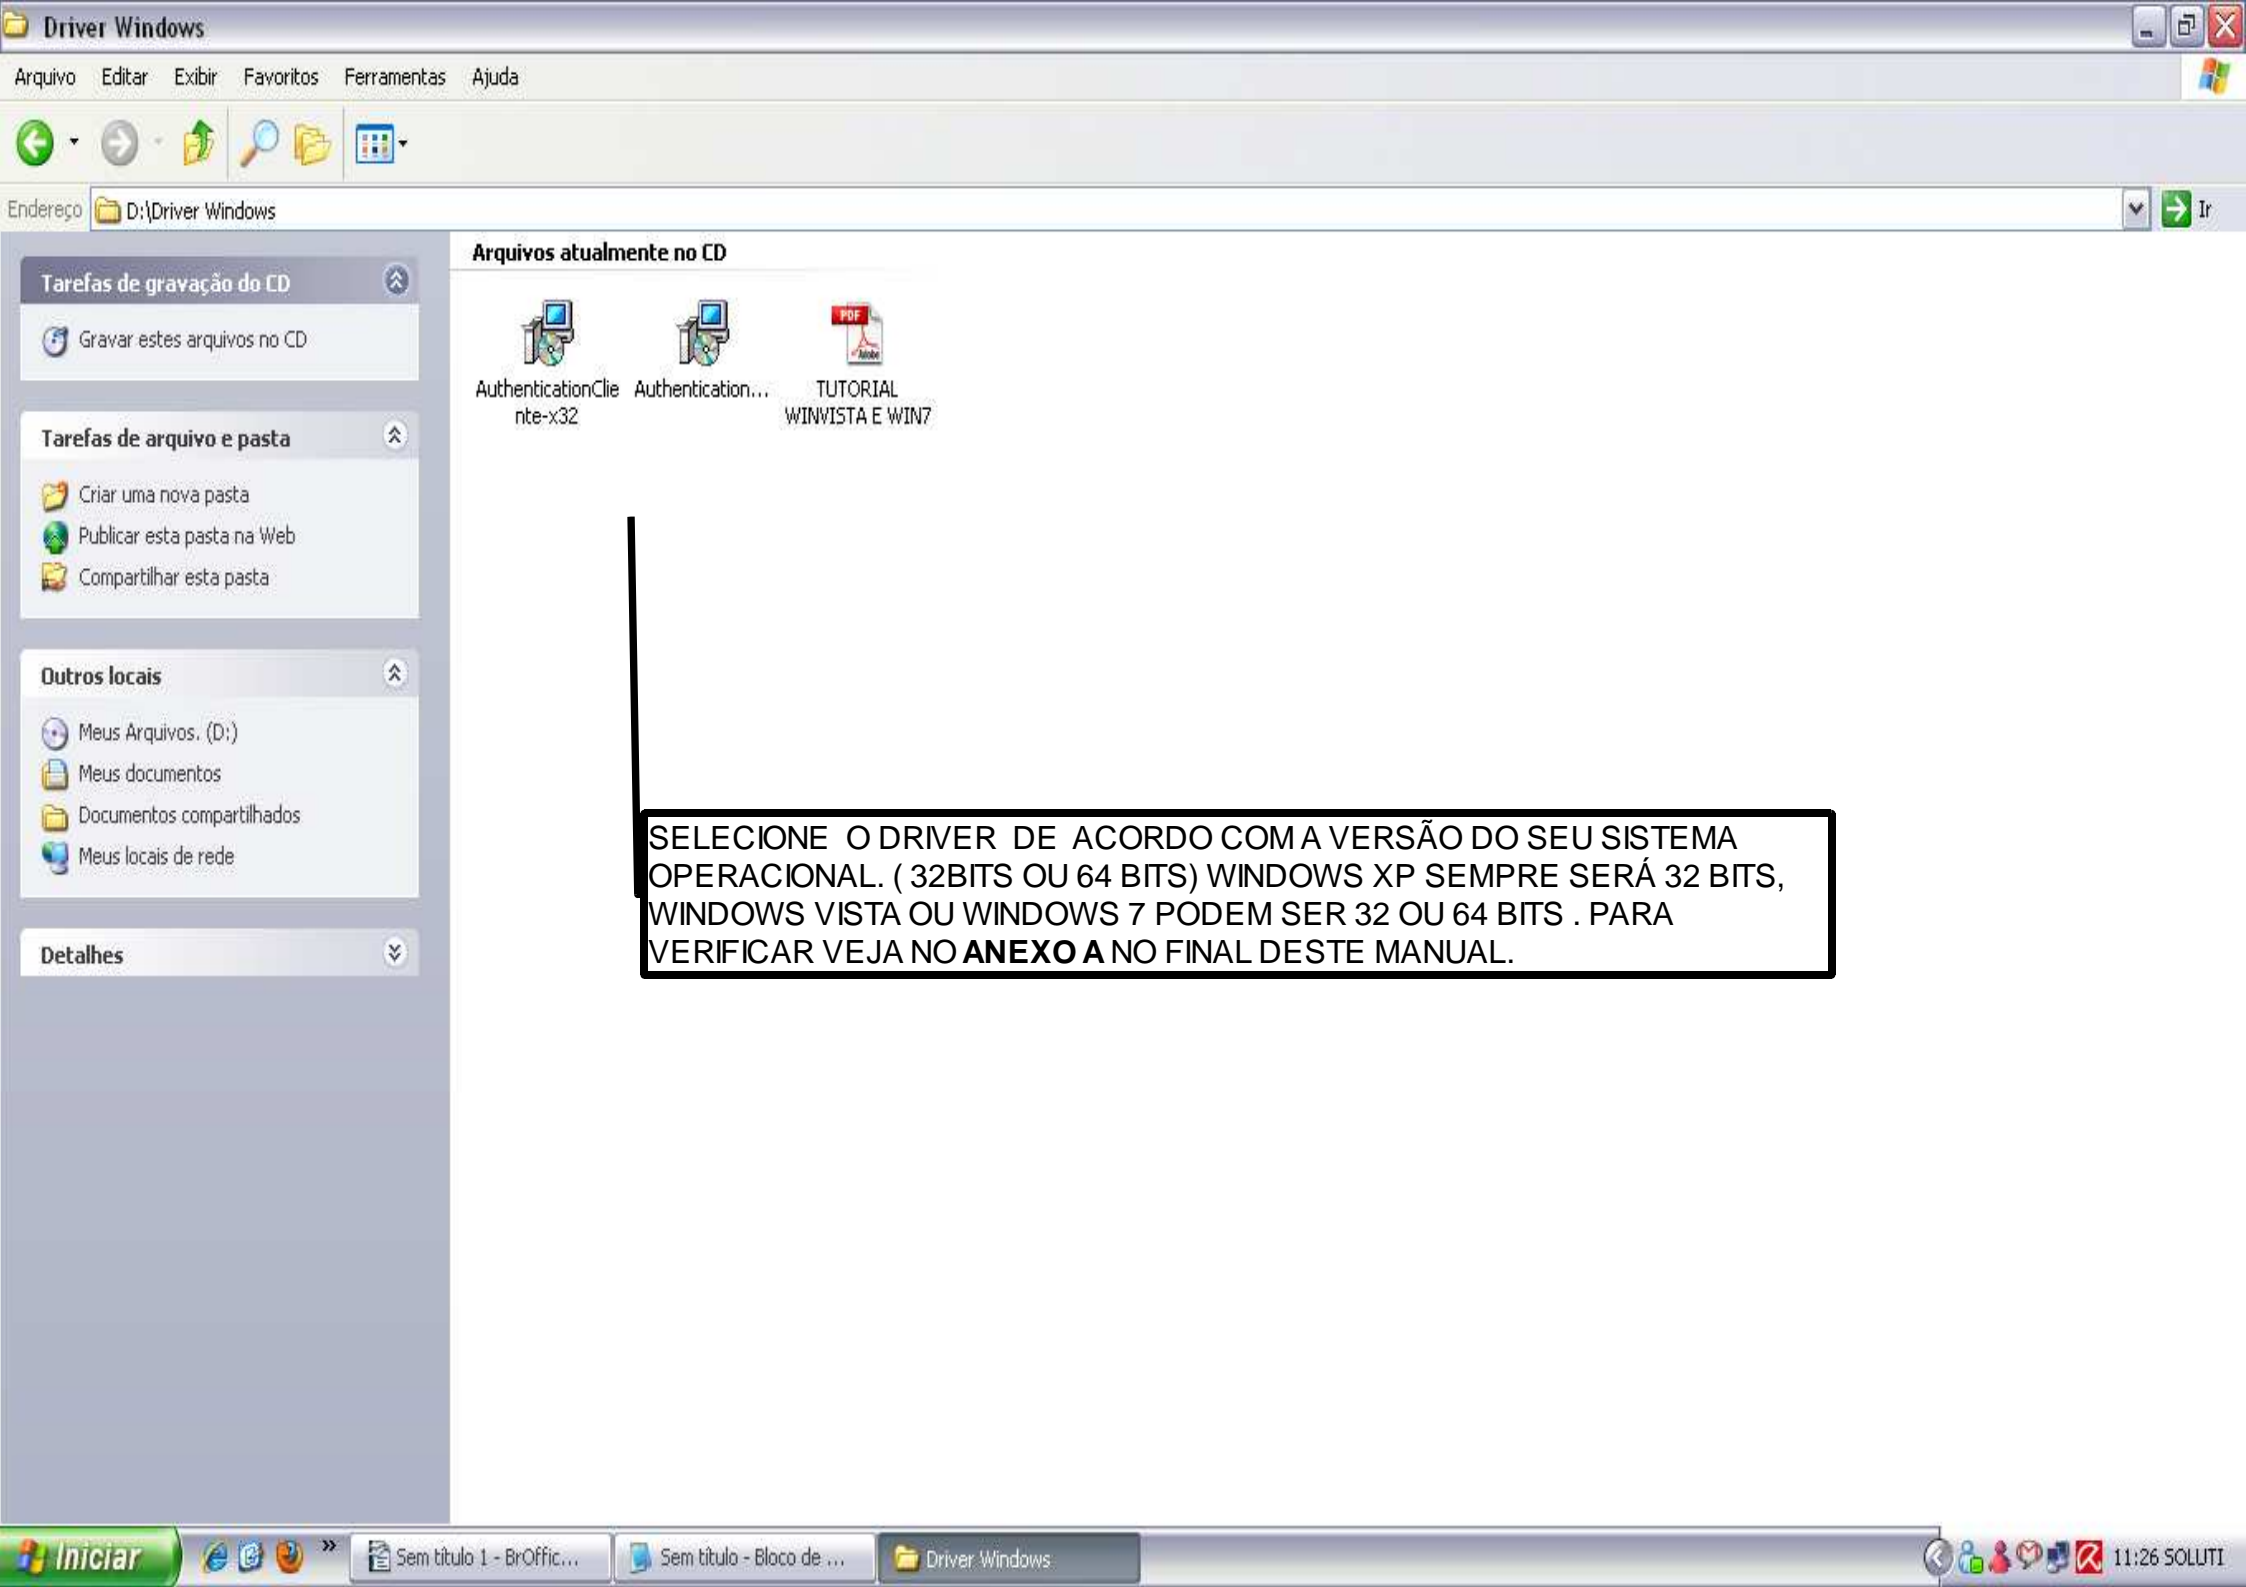 Driver Windows
Arquivo Editar Exibir Favoritos Ferramentas Ajuda
Endereço D:\Driver Windows Ir
Tarefas de gravação do CD
Gravar estes arquivos no CD
Tarefas de arquivo e pasta
Criar uma nova pasta
Publicar esta pasta na Web
Compartilhar esta pasta
Outros locais
Meus Arquivos. (D:)
Meus documentos
Documentos compartilhados
Meus locais de rede
Detalhes
Arquivos atualmente no CD
AuthenticationClie
nte-x32
Authentication...
PDF
Adobe
TUTORIAL
WINVISTA E WIN7
SELECIONE O DRIVER DE ACORDO COM A VERSÃO DO SEU SISTEMA
OPERACIONAL. ( 32BITS OU 64 BITS) WINDOWS XP SEMPRE SERÁ 32 BITS,
WINDOWS VISTA OU WINDOWS 7 PODEM SER 32 OU 64 BITS . PARA
VERIFICAR VEJA NO ANEXO A NO FINAL DESTE MANUAL.
Iniciar » Sem título 1 - BrOffic... Sem título - Bloco de ... Driver Windows 11:26 SOLUTI